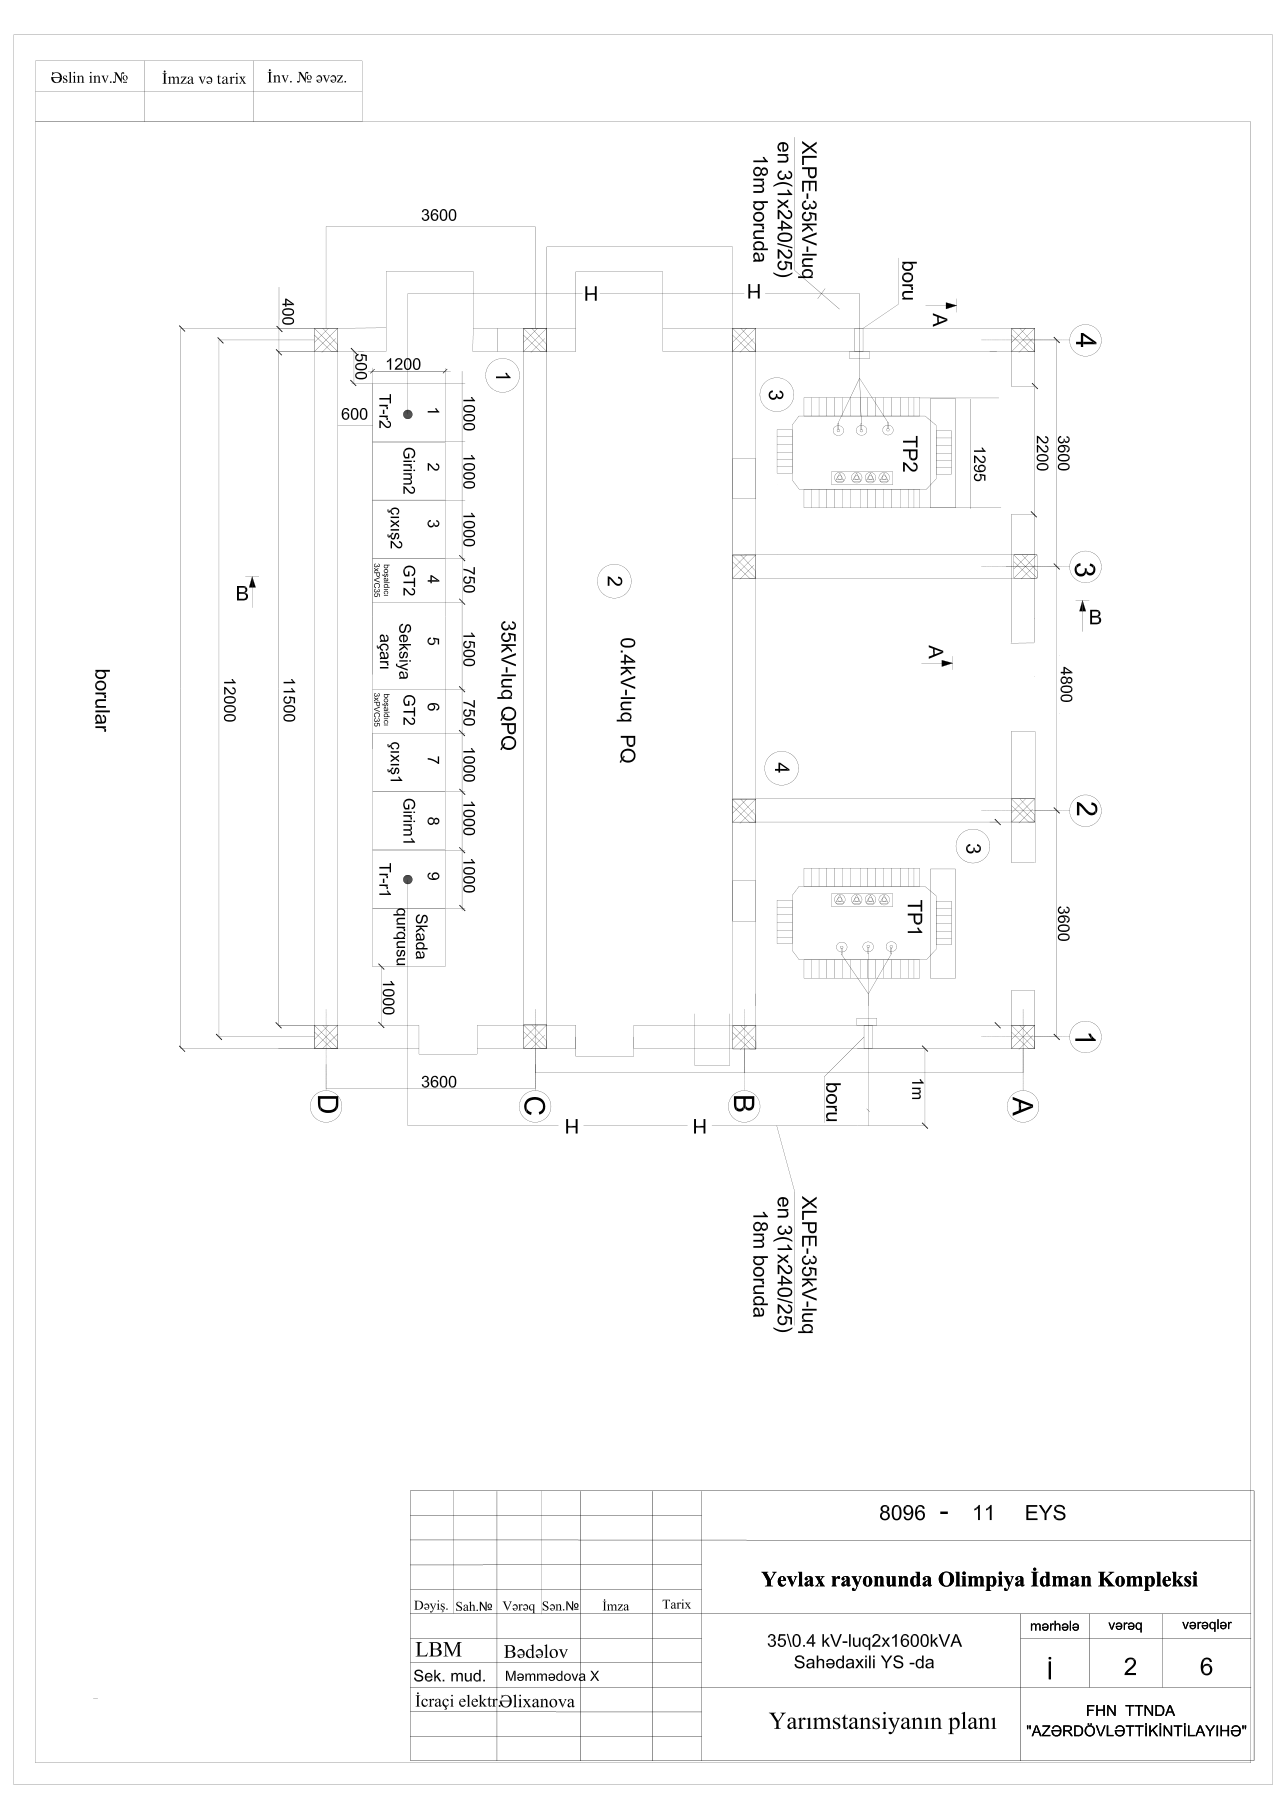 Əslin inv.№
İmza və tarix
İnv. № əvəz.
XLPE-35kV-luq
en 3(1x240/25)
18m boruda
boru
A
3600
400
500
1200
600
1
3
4
3600
2200
1295
TP2
1
Tr-r2
1000
2
Girim2
1000
3
çıxış2
1000
4
GT2
boşaldıcı
3xPVC35
750
5
Seksiya
açarı
1500
6
GT2
boşaldıcı
3xPVC35
750
7
çıxış1
1000
8
Girim1
1000
9
Tr-r1
1000
Skada
qurqusu
1000
35kV-luq QPQ
2
0.4kV-luq PQ
3
B
B
A
4800
borular
12000
11500
4
2
3
TP1
3600
1
3600
1m
boru
D
C
B
A
H
H
H
H
XLPE-35kV-luq
en 3(1x240/25)
18m boruda
8096 - 11 EYS
Yevlax rayonunda Olimpiya İdman Kompleksi
Dəyiş.
Sah.№
Vərəq
Sən.№
İmza
Tarix
LBM
Bədəlov
Sek. mud.
Məmmədova X
İcraçi elektr.
Əlixanova
35\0.4 kV-luq2x1600kVA
Sahədaxili YS -da
mərhələ
vərəq
vərəqlər
i
2
6
Yarımstansiyanın planı
FHN TTNDA
"AZƏRDÖVLƏTTİKİNTİLAYIHƏ"